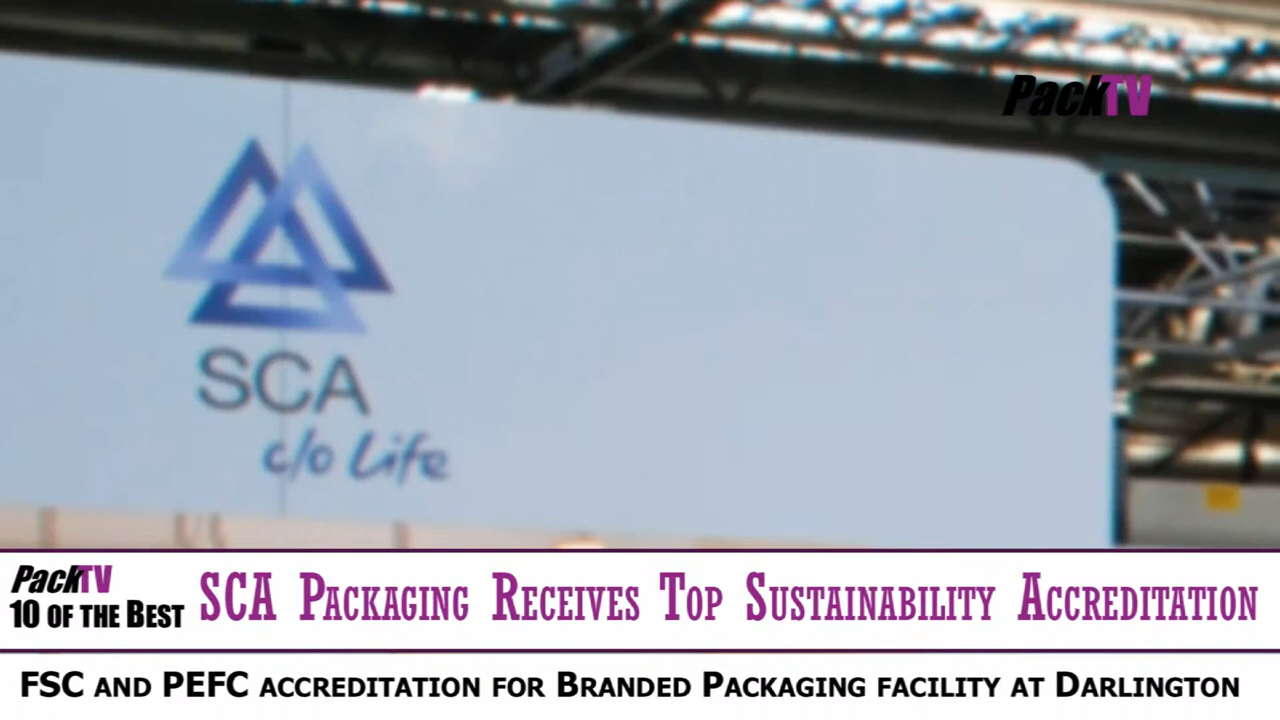 PackTV
SCA
c/o Life
PackTV
10 of the Best
SCA Packaging Receives Top Sustainability Accreditation
FSC and PEFC accreditation for Branded Packaging facility at Darlington